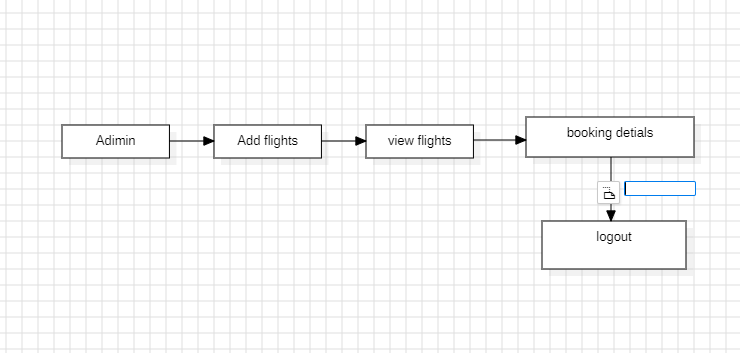 Adimin
Add flights
view flights
booking detials
logout